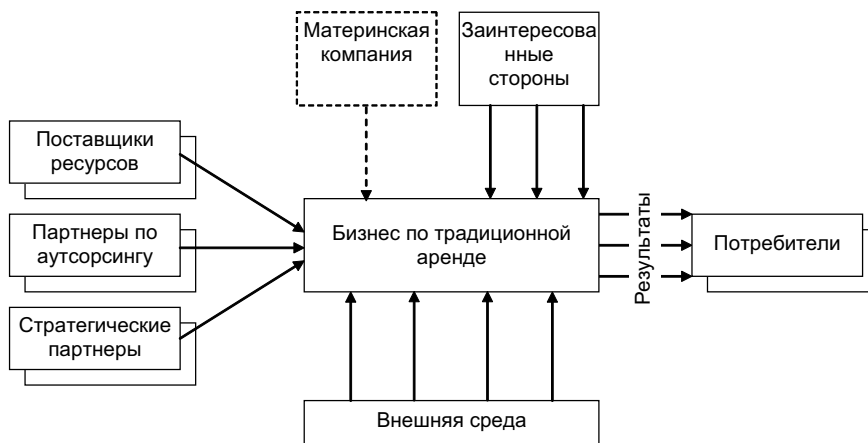 Материнская
компания
Заинтересова
нные
стороны
Поставщики
ресурсов
Партнеры по
аутсорсингу
Стратегические
партнеры
Бизнес по традиционной
аренде
Результаты
Потребители
Внешняя среда